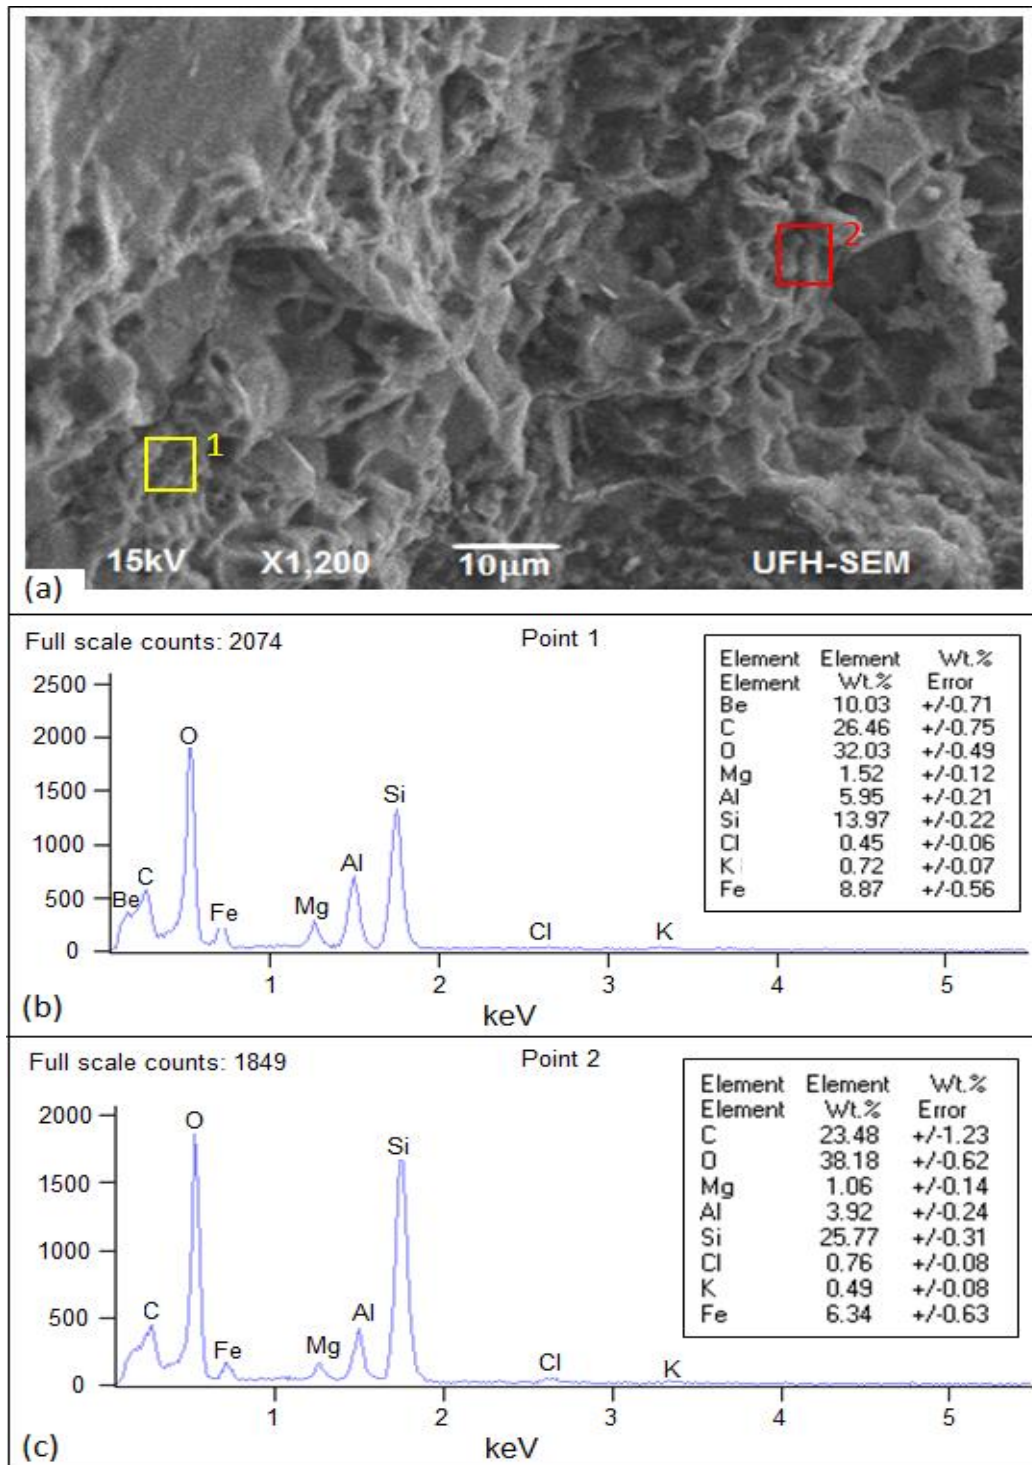 2
1
15kV X1,200 10µm UFH-SEM
(a)
Full scale counts: 2074 Point 1
Element Element Wt.%
Element Wt.% Error
Be 10.03 +/-0.71
C 26.46 +/-0.75
O 32.03 +/-0.49
Mg 1.52 +/-0.12
Al 5.95 +/-0.21
Si 13.97 +/-0.22
Cl 0.45 +/-0.06
K 0.72 +/-0.07
Fe 8.87 +/-0.56
2500
2000
1500
1000
500
0
Be C O Fe Mg Al Si Cl K
1 2 3 4 5
keV
(b)
Full scale counts: 1849 Point 2
Element Element Wt.%
Element Wt.% Error
C 23.48 +/-1.23
O 38.18 +/-0.62
Mg 1.06 +/-0.14
Al 3.92 +/-0.24
Si 25.77 +/-0.31
Cl 0.76 +/-0.08
K 0.49 +/-0.08
Fe 6.34 +/-0.63
2000
1500
1000
500
0
C O Fe Mg Al Si Cl K
1 2 3 4 5
keV
(c)